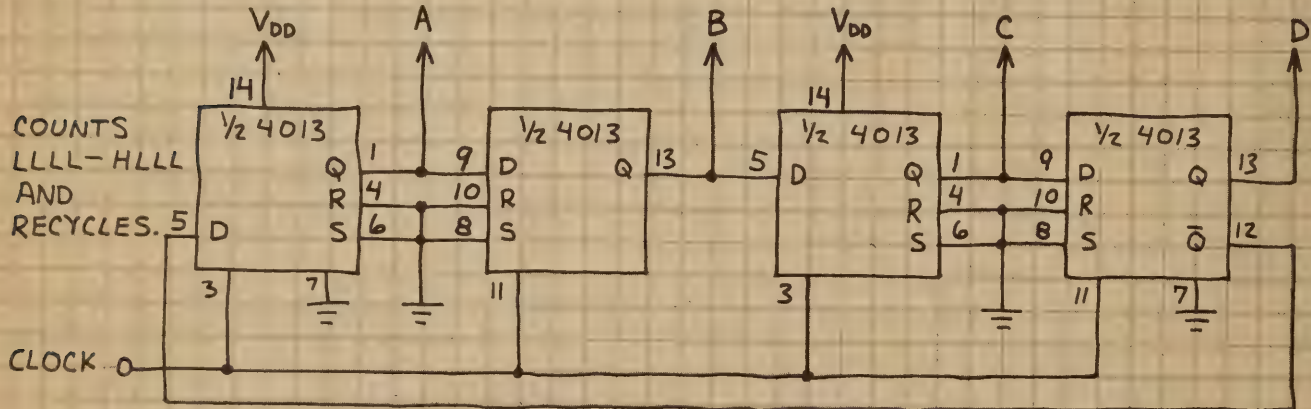 V_DD A B V_DD C D
14 14
COUNTS LLLL-HLLL AND RECYCLES.
½ 4013 ½ 4013 ½ 4013 ½ 4013
Q 1 9 D Q 13 5 D Q 1 9 D Q 13
R 4 10 R R 4 10 R
5 D S 6 8 S S 6 8 S Q̅ 12
3 7 11 3 11 7
CLOCK